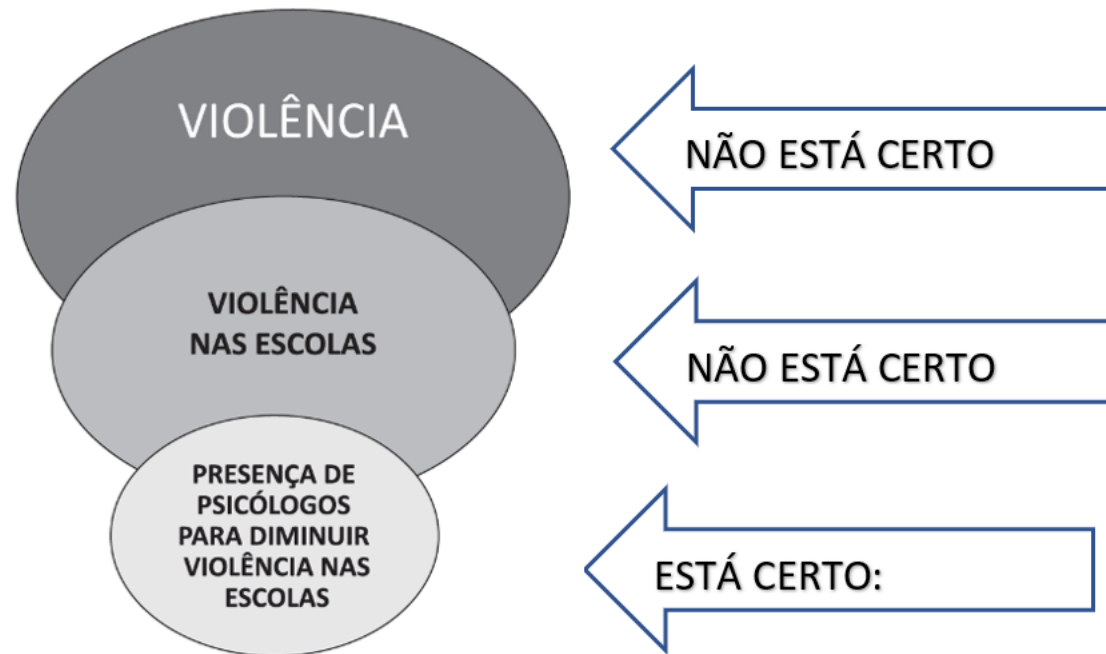 VIOLÊNCIA
NÃO ESTÁ CERTO
VIOLÊNCIA
NAS ESCOLAS
NÃO ESTÁ CERTO
PRESENÇA DE
PSICÓLOGOS
PARA DIMINUIR
VIOLÊNCIA NAS
ESCOLAS
ESTÁ CERTO: